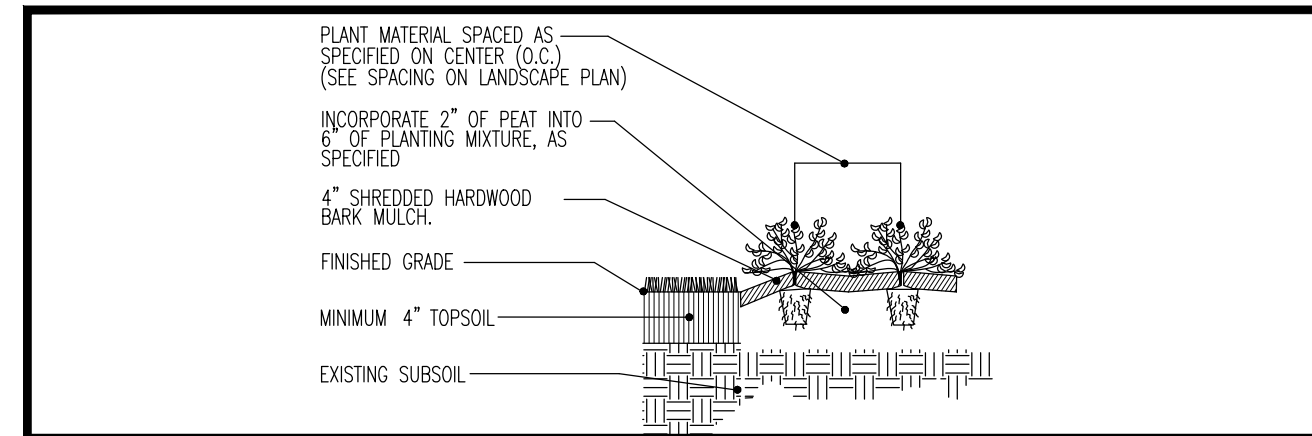 PLANT MATERIAL SPACED AS
SPECIFIED ON CENTER (O.C.)
(SEE SPACING ON LANDSCAPE PLAN)
INCORPORATE 2" OF PEAT INTO
6" OF PLANTING MIXTURE, AS
SPECIFIED
4" SHREDDED HARDWOOD
BARK MULCH.
FINISHED GRADE
MINIMUM 4" TOPSOIL
EXISTING SUBSOIL